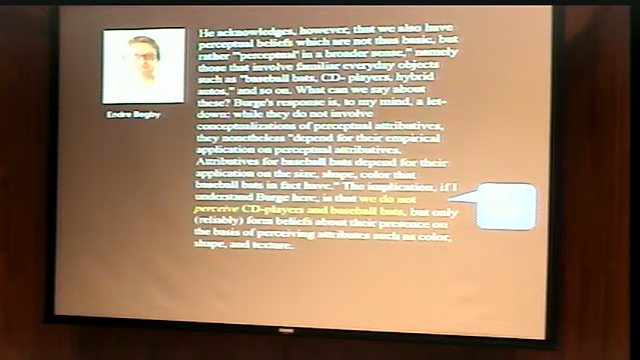 He acknowledges, however, that we also have
perceptual beliefs which are not thus basic, but
rather "perceptual in a broader sense," namely
those that involve familiar everyday objects
such as "baseball bats, CD- players, hybrid
autos," and so on. What can we say about
these? Burge's response is, to my mind, a let-
down: while they do not involve
conceptualizations of perceptual attributives,
they nonetheless "depend for their empirical
application on perceptual attributives.
Attributives for baseball bats depend for their
application on the size, shape, color that
baseball bats in fact have." The implication, if I
understand Burge here, is that we do not
perceive CD-players and baseball bats, but only
(reliably) form beliefs about their presence on
the basis of perceiving attributes such as color,
shape, and texture.
Endre Begby